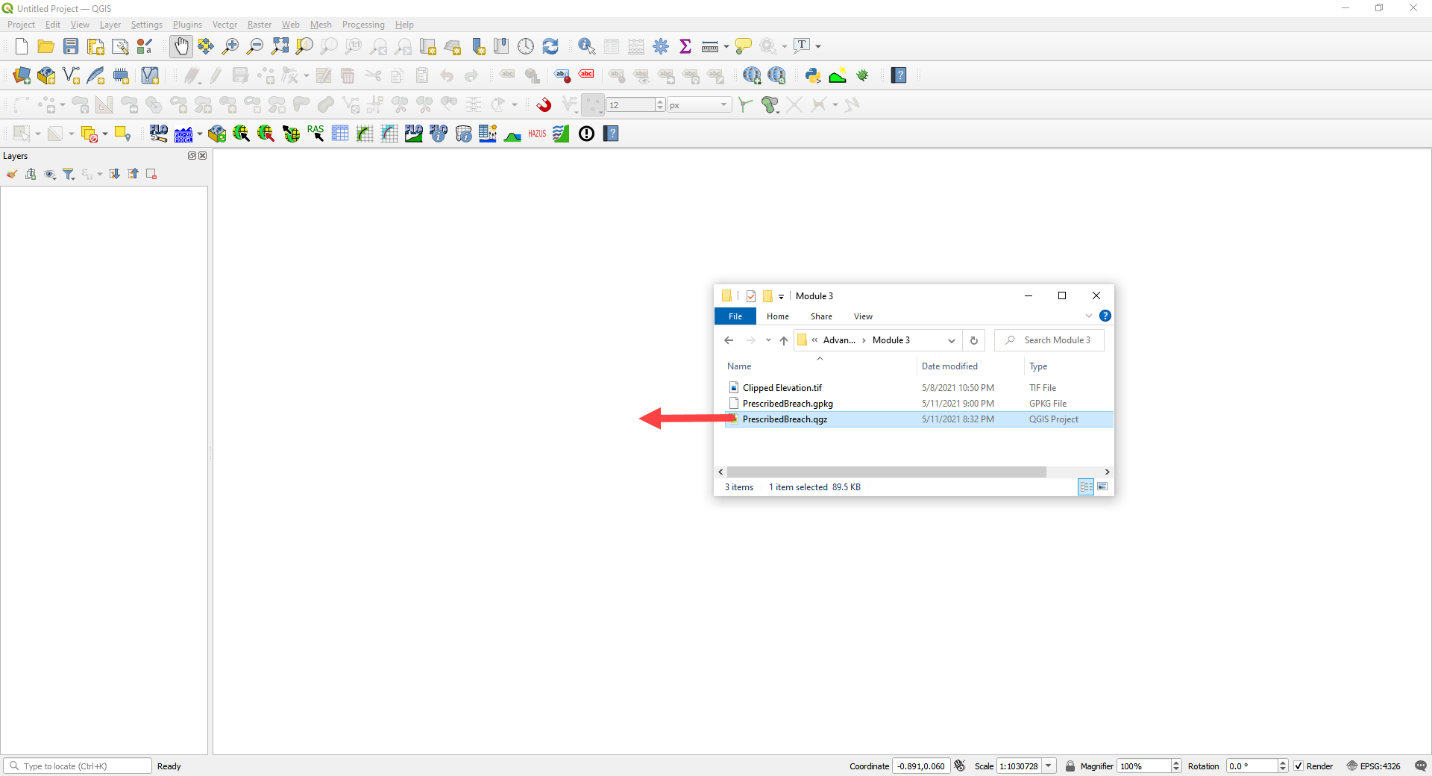 Untitled Project — QGIS
Project Edit View Layer Settings Plugins Vector Raster Web Mesh Processing Help
12 px
RAS HAZUS
Layers
Module 3
File Home Share View
« Advan... › Module 3 Search Module 3
Name Date modified Type
Clipped Elevation.tif 5/8/2021 10:50 PM TIF File
PrescribedBreach.gpkg 5/11/2021 9:00 PM GPKG File
PrescribedBreach.qgz 5/11/2021 8:32 PM QGIS Project
3 items 1 item selected 89.5 KB
Type to locate (Ctrl+K) Ready Coordinate -0.891,0.060 Scale 1:1030728 Magnifier 100% Rotation 0.0 ° Render EPSG:4326